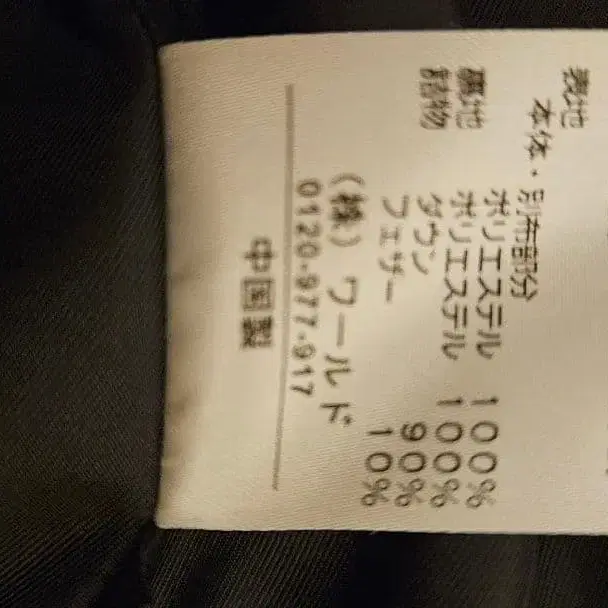 表地
本体・別布部分
ポリエステル 100%
裏地 ポリエステル 100%
詰物 ダウン 90%
フェザー 10%
(株) ワールド
0120-977-917
中国製